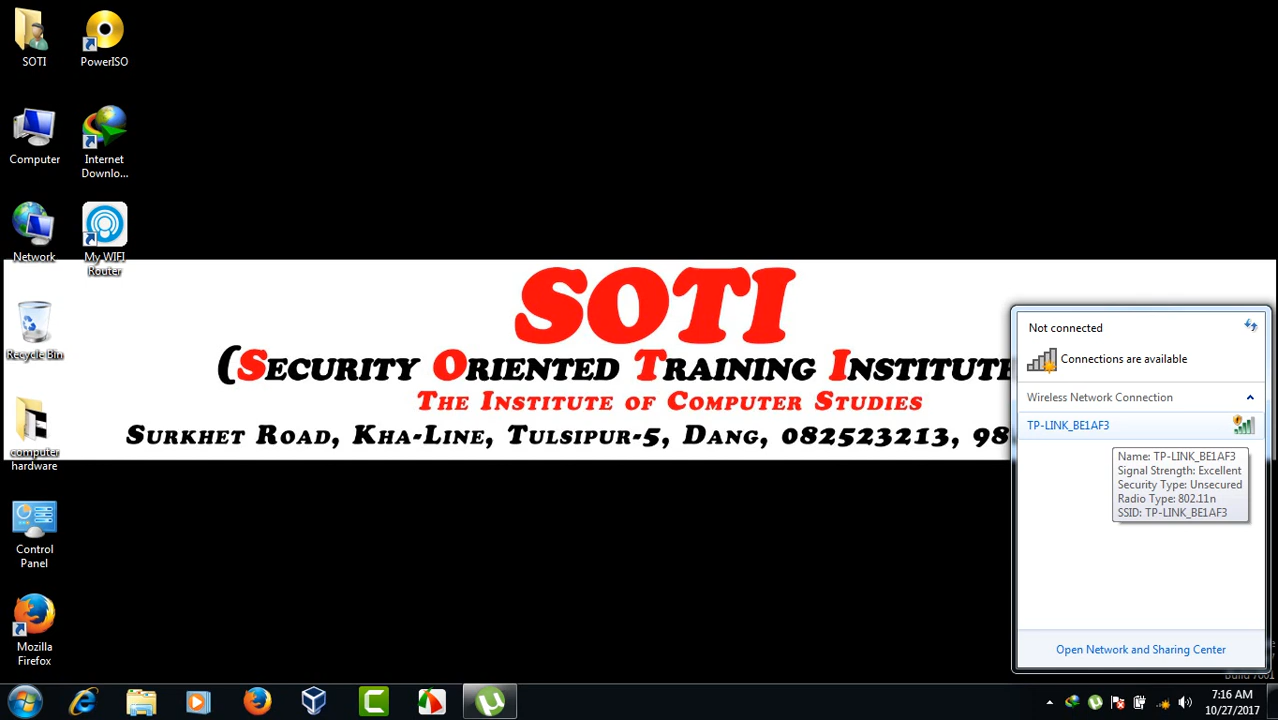 SOTI
PowerISO
Computer
Internet
Downlo...
Network
My WIFI
Router
Recycle Bin
computer
hardware
Control
Panel
Mozilla
Firefox
SOTI
(Security Oriented Training Institute
The Institute of Computer Studies
Surkhet Road, Kha-Line, Tulsipur-5, Dang, 082523213, 98
Not connected
Connections are available
Wireless Network Connection
TP-LINK_BE1AF3
Name: TP-LINK_BE1AF3
Signal Strength: Excellent
Security Type: Unsecured
Radio Type: 802.11n
SSID: TP-LINK_BE1AF3
Open Network and Sharing Center
7:16 AM
10/27/2017